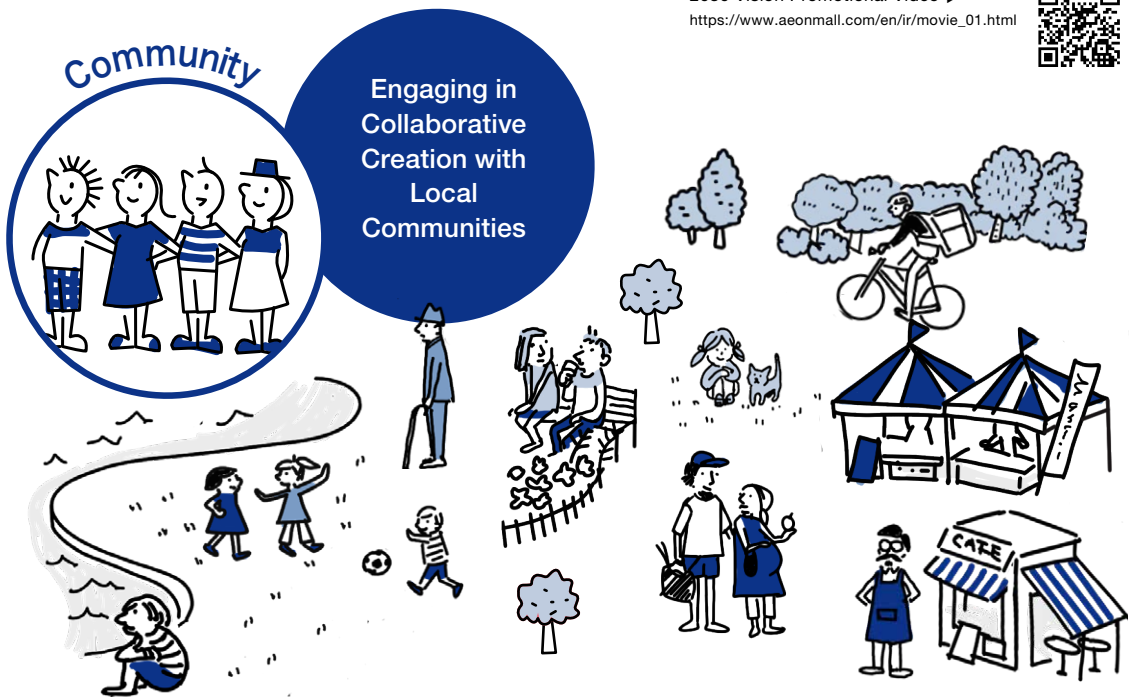 https://www.aeonmall.com/en/ir/movie_01.html
Community
Engaging in
Collaborative
Creation with
Local
Communities
CAFE